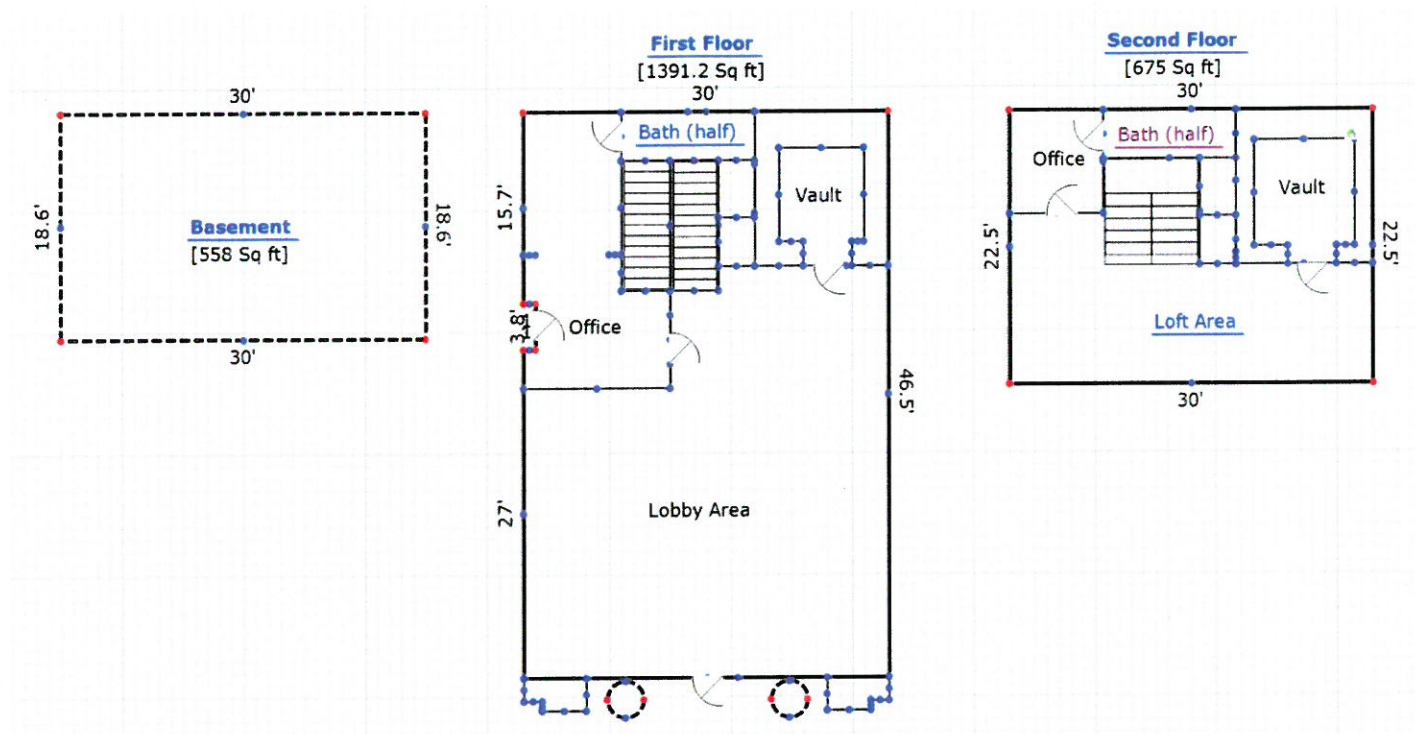 First Floor
[1391.2 Sq ft]
30'
Second Floor
[675 Sq ft]
30'
30'
Basement
[558 Sq ft]
18.6'
18.6'
30'
Bath (half)
Vault
15.7'
3.8'
Office
46.5'
27'
Lobby Area
Bath (half)
Office
Vault
22.5'
22.5'
Loft Area
30'